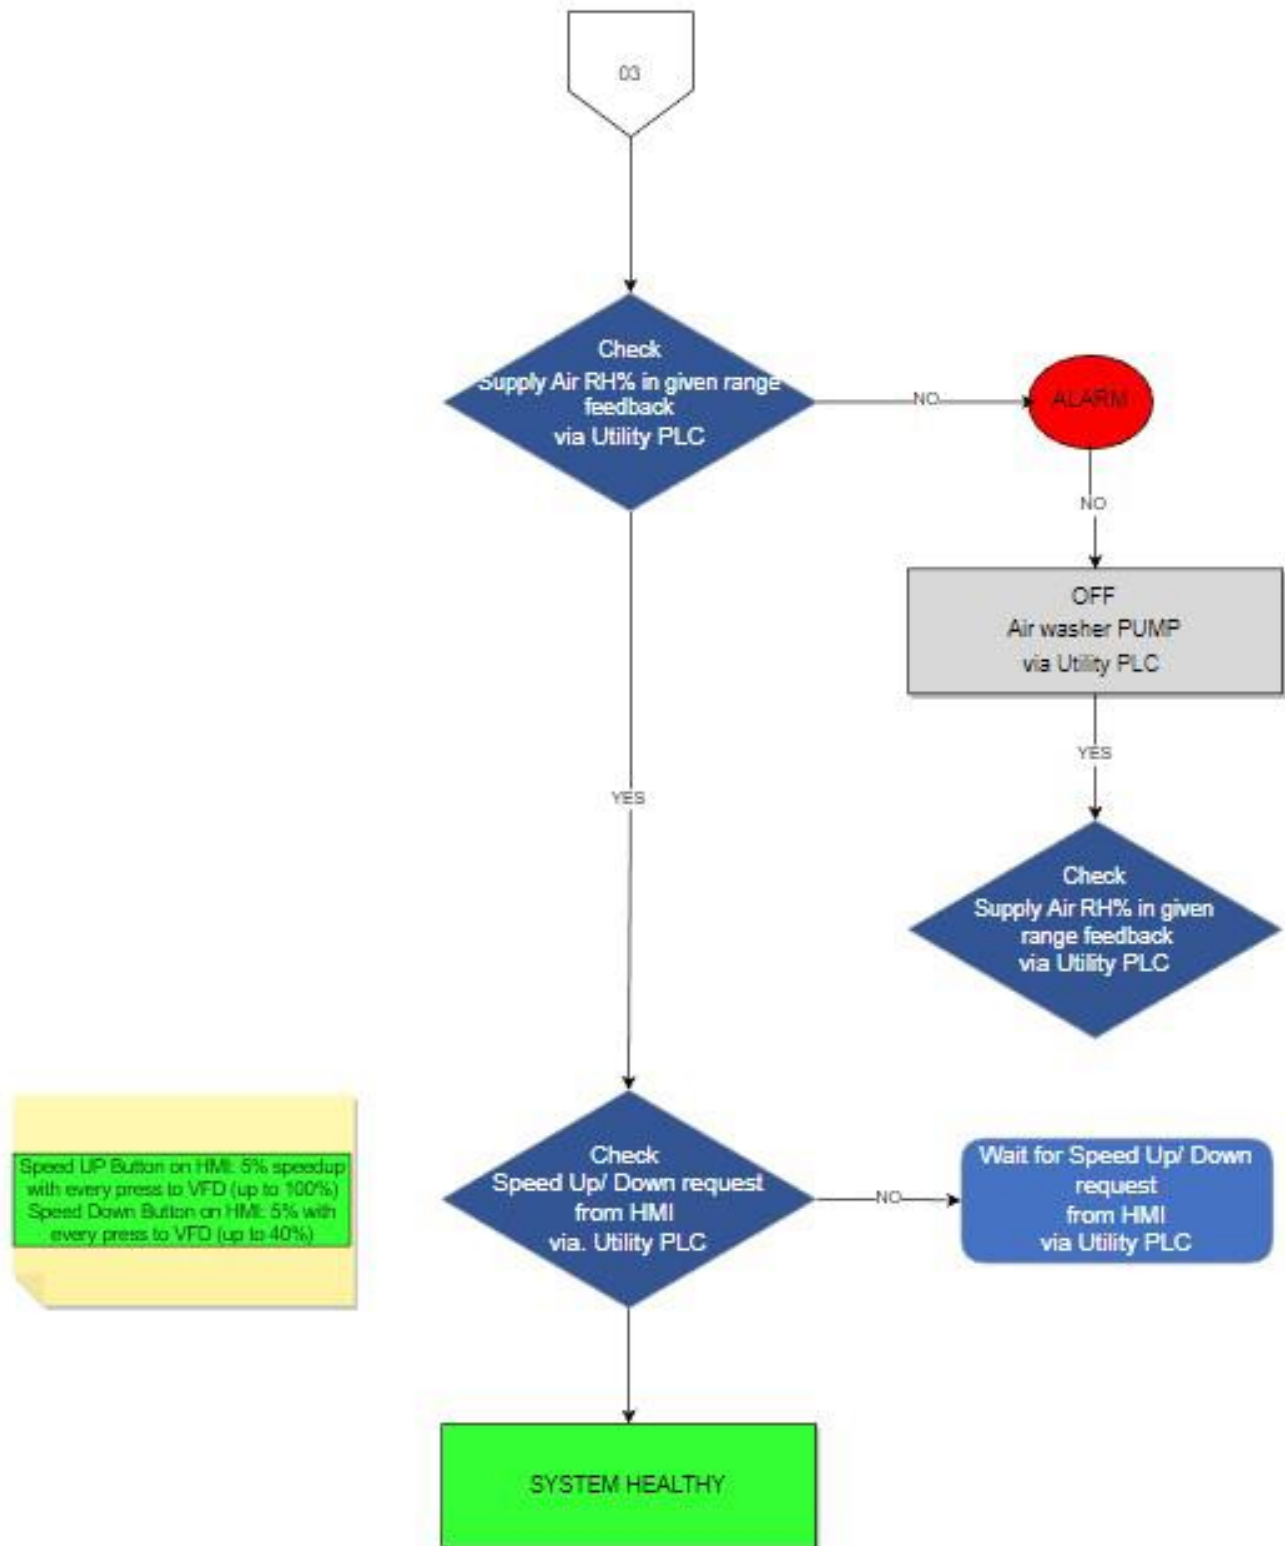 03
Check
Supply Air RH% in given range
feedback
via Utility PLC
NO
ALARM
NO
OFF
Air washer PUMP
via Utility PLC
YES
YES
Check
Supply Air RH% in given
range feedback
via Utility PLC
Speed UP Button on HMI: 5% speedup
with every press to VFD (up to 100%)
Speed Down Button on HMI: 5% with
every press to VFD (up to 40%)
Check
Speed Up/ Down request
from HMI
via. Utility PLC
NO
Wait for Speed Up/ Down
request
from HMI
via Utility PLC
SYSTEM HEALTHY